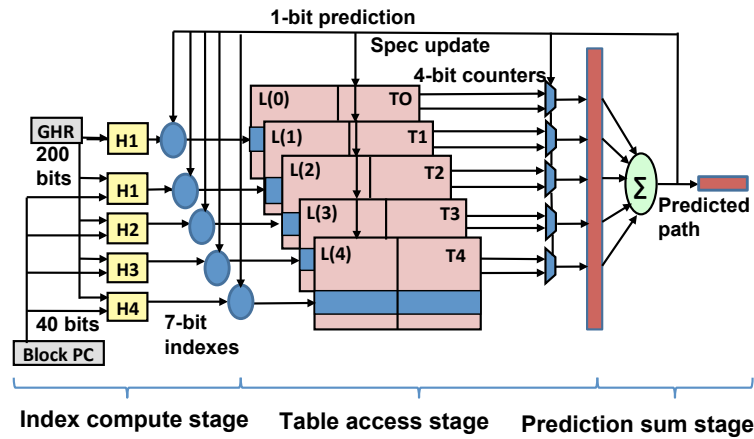 1-bit prediction
Spec update
4-bit counters
L(0) TO
GHR
H1
L(1) T1
200
bits
L(2) T2
H1
Σ
L(3) T3
H2
Predicted
path
L(4) T4
H3
H4
40 bits
7-bit
indexes
Block PC
Index compute stage
Table access stage
Prediction sum stage